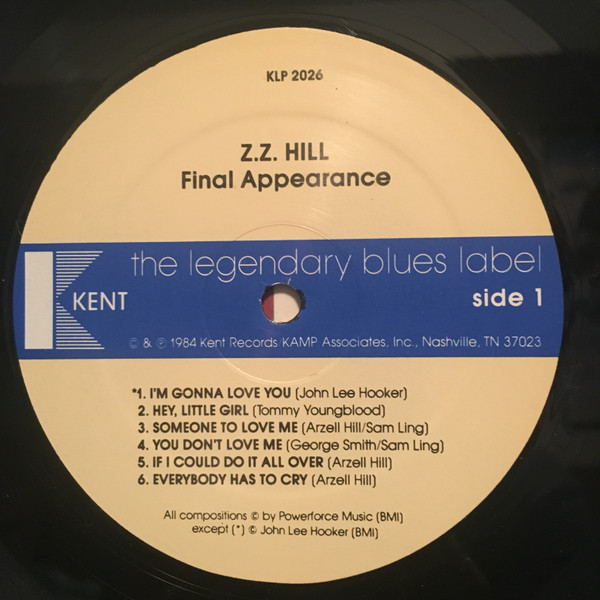 KLP 2026
Z.Z. HILL
Final Appearance
the legendary blues label
KENT
side 1
© & ℗ 1984 Kent Records KAMP Associates, Inc., Nashville, TN 37023
*1. I'M GONNA LOVE YOU (John Lee Hooker)
2. HEY, LITTLE GIRL (Tommy Youngblood)
3. SOMEONE TO LOVE ME (Arzell Hill/Sam Ling)
4. YOU DON'T LOVE ME (George Smith/Sam Ling)
5. IF I COULD DO IT ALL OVER (Arzell Hill)
6. EVERYBODY HAS TO CRY (Arzell Hill)
All compositions © by Powerforce Music (BMI)
except (*) © John Lee Hooker (BMI)